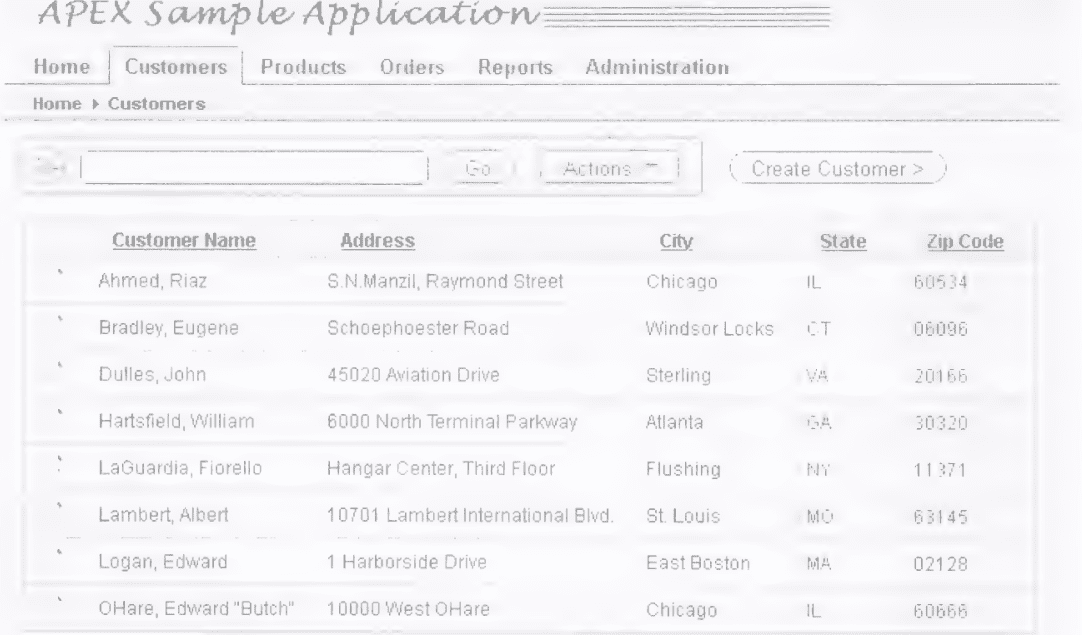 APEX Sample Application
Home Customers Products Orders Reports Administration
Home ▸ Customers
Go Actions Create Customer >
Customer Name Address City State Zip Code
Ahmed, Riaz S.N.Manzil, Raymond Street Chicago IL 60534
Bradley, Eugene Schoephoester Road Windsor Locks CT 06096
Dulles, John 45020 Aviation Drive Sterling VA 20166
Hartsfield, William 6000 North Terminal Parkway Atlanta GA 30320
LaGuardia, Fiorello Hangar Center, Third Floor Flushing NY 11371
Lambert, Albert 10701 Lambert International Blvd. St. Louis MO 63145
Logan, Edward 1 Harborside Drive East Boston MA 02128
OHare, Edward "Butch" 10000 West OHare Chicago IL 60666